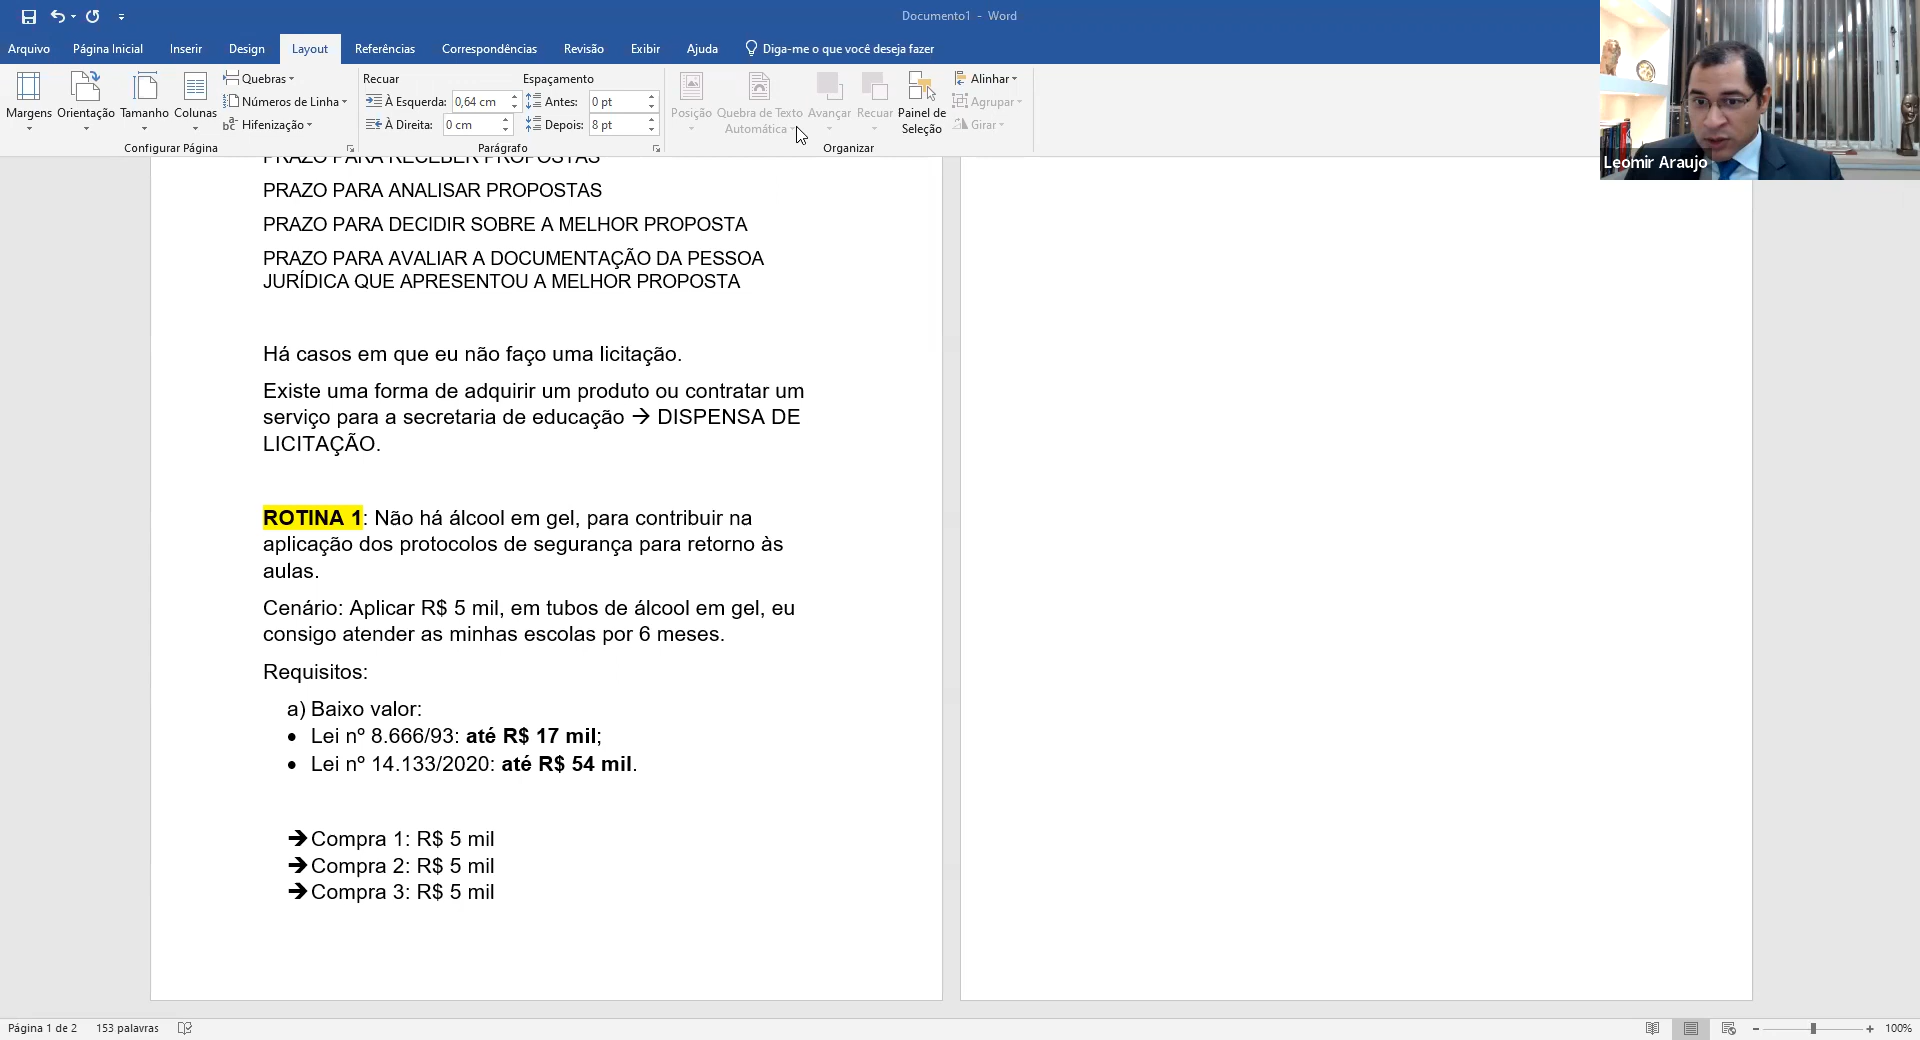 Documento1 - Word
Arquivo Página Inicial Inserir Design Layout Referências Correspondências Revisão Exibir Ajuda Diga-me o que você deseja fazer
Margens
Orientação
Tamanho
Colunas
Quebras
Números de Linha
Hifenização
Configurar Página
Recuar
À Esquerda: 0,64 cm
À Direita: 0 cm
Espaçamento
Antes: 0 pt
Depois: 8 pt
Parágrafo
Posição
Quebra de Texto
Automática
Avançar
Recuar
Painel de
Seleção
Alinhar
Agrupar
Girar
Organizar
Leomir Araujo
PRAZO PARA RECEBER PROPOSTAS
PRAZO PARA ANALISAR PROPOSTAS
PRAZO PARA DECIDIR SOBRE A MELHOR PROPOSTA
PRAZO PARA AVALIAR A DOCUMENTAÇÃO DA PESSOA
JURÍDICA QUE APRESENTOU A MELHOR PROPOSTA
Há casos em que eu não faço uma licitação.
Existe uma forma de adquirir um produto ou contratar um
serviço para a secretaria de educação → DISPENSA DE
LICITAÇÃO.
ROTINA 1: Não há álcool em gel, para contribuir na
aplicação dos protocolos de segurança para retorno às
aulas.
Cenário: Aplicar R$ 5 mil, em tubos de álcool em gel, eu
consigo atender as minhas escolas por 6 meses.
Requisitos:
a) Baixo valor:
• Lei nº 8.666/93: até R$ 17 mil;
• Lei nº 14.133/2020: até R$ 54 mil.
➔ Compra 1: R$ 5 mil
➔ Compra 2: R$ 5 mil
➔ Compra 3: R$ 5 mil
Página 1 de 2 153 palavras 100%